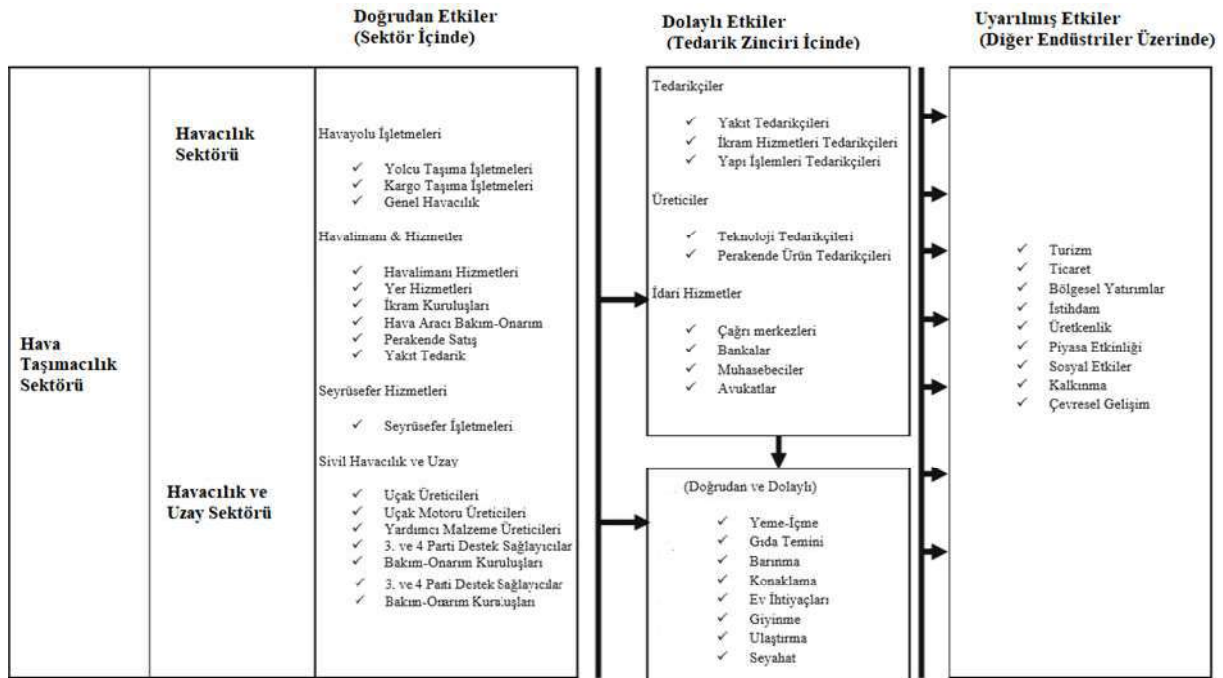 Doğrudan Etkiler
(Sektör İçinde)
Dolaylı Etkiler
(Tedarik Zinciri İçinde)
Uyarılmış Etkiler
(Diğer Endüstriler Üzerinde)
Hava
Taşımacılık
Sektörü
Havacılık
Sektörü
Havacılık ve
Uzay Sektörü
Havayolu İşletmeleri
✓ Yolcu Taşıma İşletmeleri
✓ Kargo Taşıma İşletmeleri
✓ Genel Havacılık
Havalimanı & Hizmetler
✓ Havalimanı Hizmetleri
✓ Yer Hizmetleri
✓ İkram Kuruluşları
✓ Hava Aracı Bakım-Onarım
✓ Perakende Satış
✓ Yakıt Tedarik
Seyrüsefer Hizmetleri
✓ Seyrüsefer İşletmeleri
Sivil Havacılık ve Uzay
✓ Uçak Üreticileri
✓ Uçak Motoru Üreticileri
✓ Yardımcı Malzeme Üreticileri
✓ 3. ve 4 Parti Destek Sağlayıcılar
✓ Bakım-Onarım Kuruluşları
✓ 3. ve 4 Parti Destek Sağlayıcılar
✓ Bakım-Onarım Kuruluşları
Tedarikçiler
✓ Yakıt Tedarikçileri
✓ İkram Hizmetleri Tedarikçileri
✓ Yapı İşlemleri Tedarikçileri
Üreticiler
✓ Teknoloji Tedarikçileri
✓ Perakende Ürün Tedarikçileri
İdari Hizmetler
✓ Çağrı merkezleri
✓ Bankalar
✓ Muhasebeciler
✓ Avukatlar
(Doğrudan ve Dolaylı)
✓ Yeme-İçme
✓ Gıda Temini
✓ Barınma
✓ Konaklama
✓ Ev İhtiyaçları
✓ Giyinme
✓ Ulaştırma
✓ Seyahat
✓ Turizm
✓ Ticaret
✓ Bölgesel Yatırımlar
✓ İstihdam
✓ Üretkenlik
✓ Piyasa Etkinliği
✓ Sosyal Etkiler
✓ Kalkınma
✓ Çevresel Gelişim